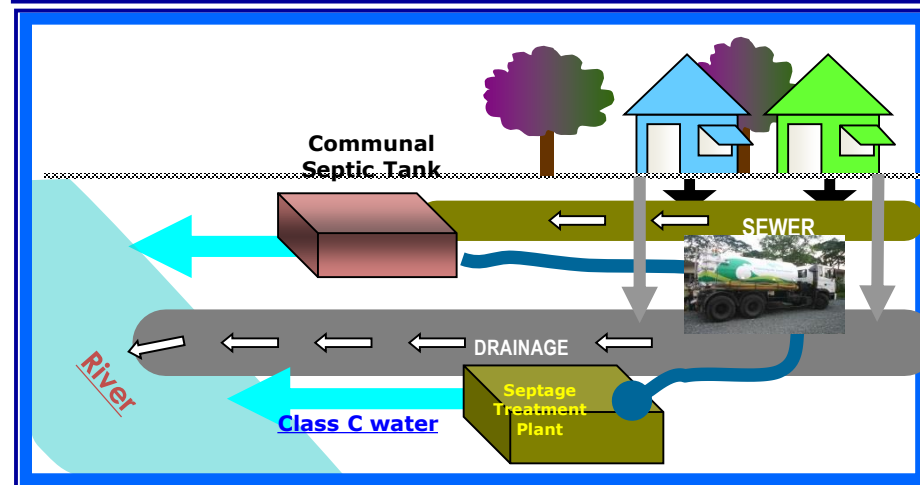 Communal
Septic Tank
SEWER
DRAINAGE
River
Septage
Treatment
Plant
Class C water